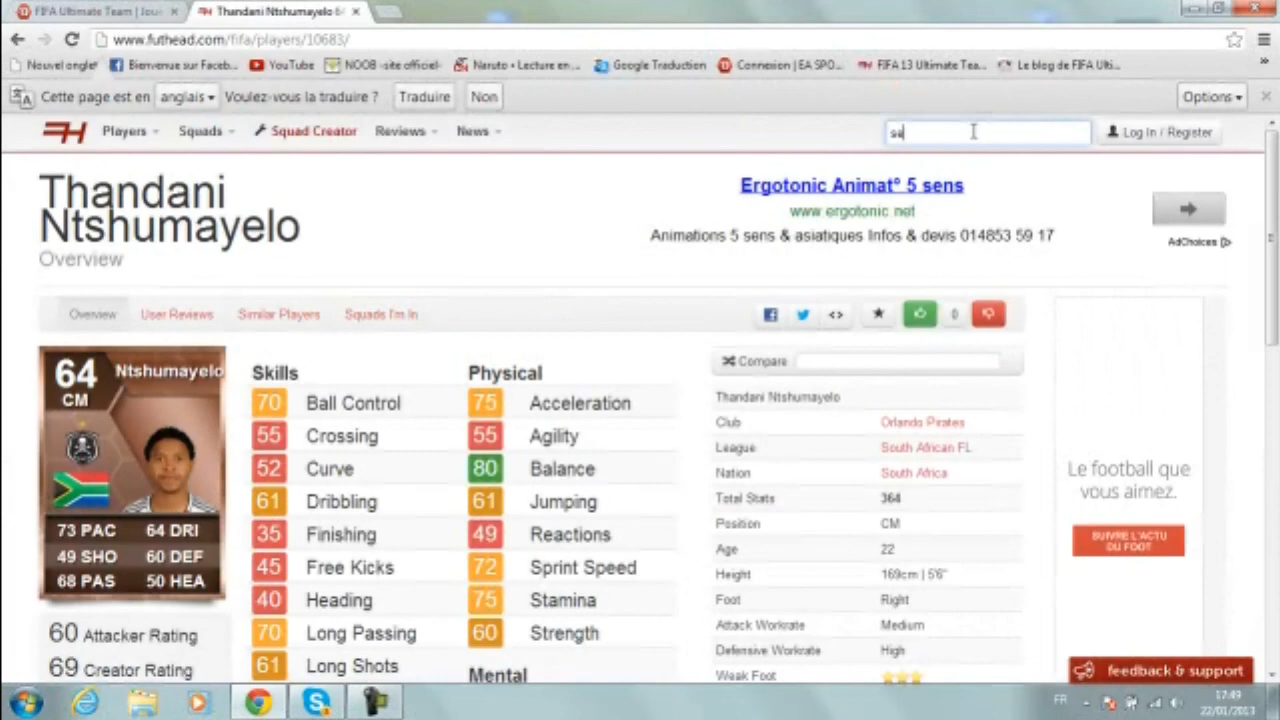 FIFA Ultimate Team | Jou
Thandani Ntshumayelo 6
www.futhead.com/fifa/players/10683/
Nouvel onglet Bienvenue sur Faceb... YouTube NOOB -site officiel- Naruto • Lecture en ... Google Traduction Connexion | EA SPO... FIFA 13 Ultimate Tea... Le blog de FIFA Ulti...
Cette page est en anglais Voulez-vous la traduire ? Traduire Non Options
Players Squads Squad Creator Reviews News se Log In / Register
Thandani
Ntshumayelo
Overview
Ergotonic Animat° 5 sens
www.ergotonic.net
Animations 5 sens & asiatiques Infos & devis 014853 59 17
AdChoices
Overview User Reviews Similar Players Squads I'm In
0
64 Ntshumayelo
CM
73 PAC 64 DRI
49 SHO 60 DEF
68 PAS 50 HEA
60 Attacker Rating
69 Creator Rating
Skills
70 Ball Control
55 Crossing
52 Curve
61 Dribbling
35 Finishing
45 Free Kicks
40 Heading
70 Long Passing
61 Long Shots
Physical
75 Acceleration
55 Agility
80 Balance
61 Jumping
49 Reactions
72 Sprint Speed
75 Stamina
60 Strength
Mental
Compare
Thandani Ntshumayelo
Club Orlando Pirates
League South African FL
Nation South Africa
Total Stats 364
Position CM
Age 22
Height 169cm | 5'6"
Foot Right
Attack Workrate Medium
Defensive Workrate High
Weak Foot
Le football que
vous aimez.
SUIVRE L'ACTU
DU FOOT
feedback & support
FR
17:49
22/01/2013